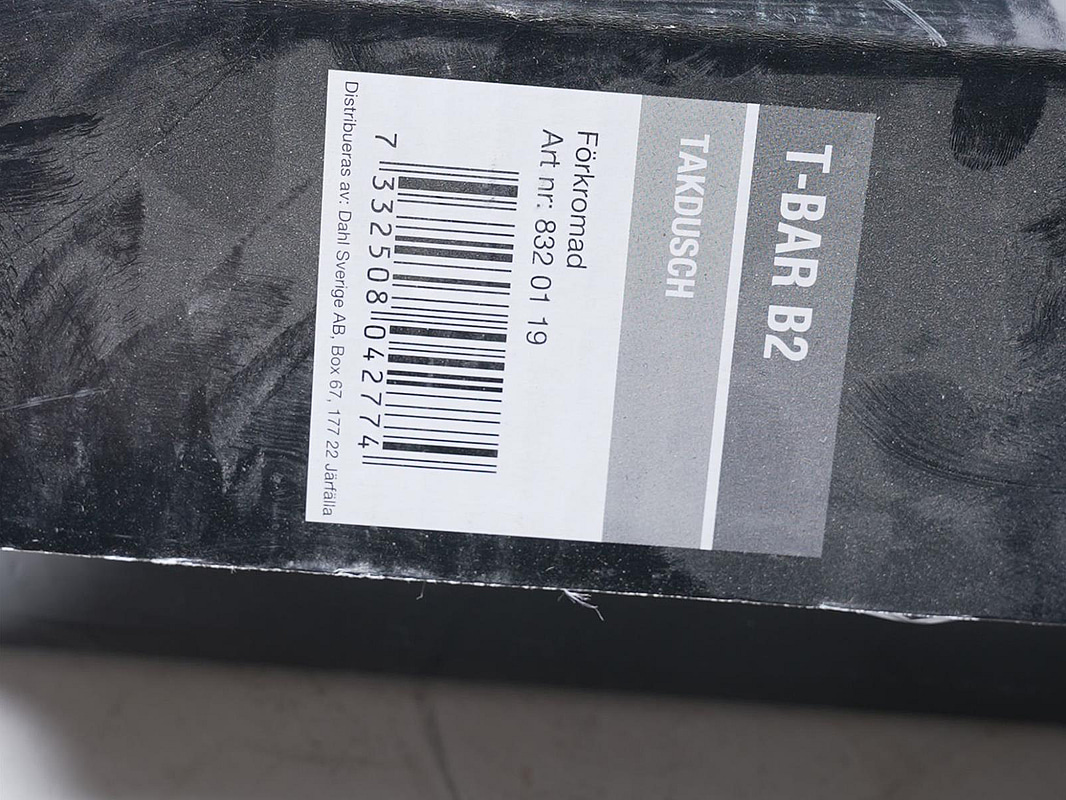 T-BAR B2
TAKDUSCH
Förkromad
Art nr: 832 01 19
7 332508 042774
Distribueras av: Dahl Sverige AB, Box 67, 177 22 Järfälla